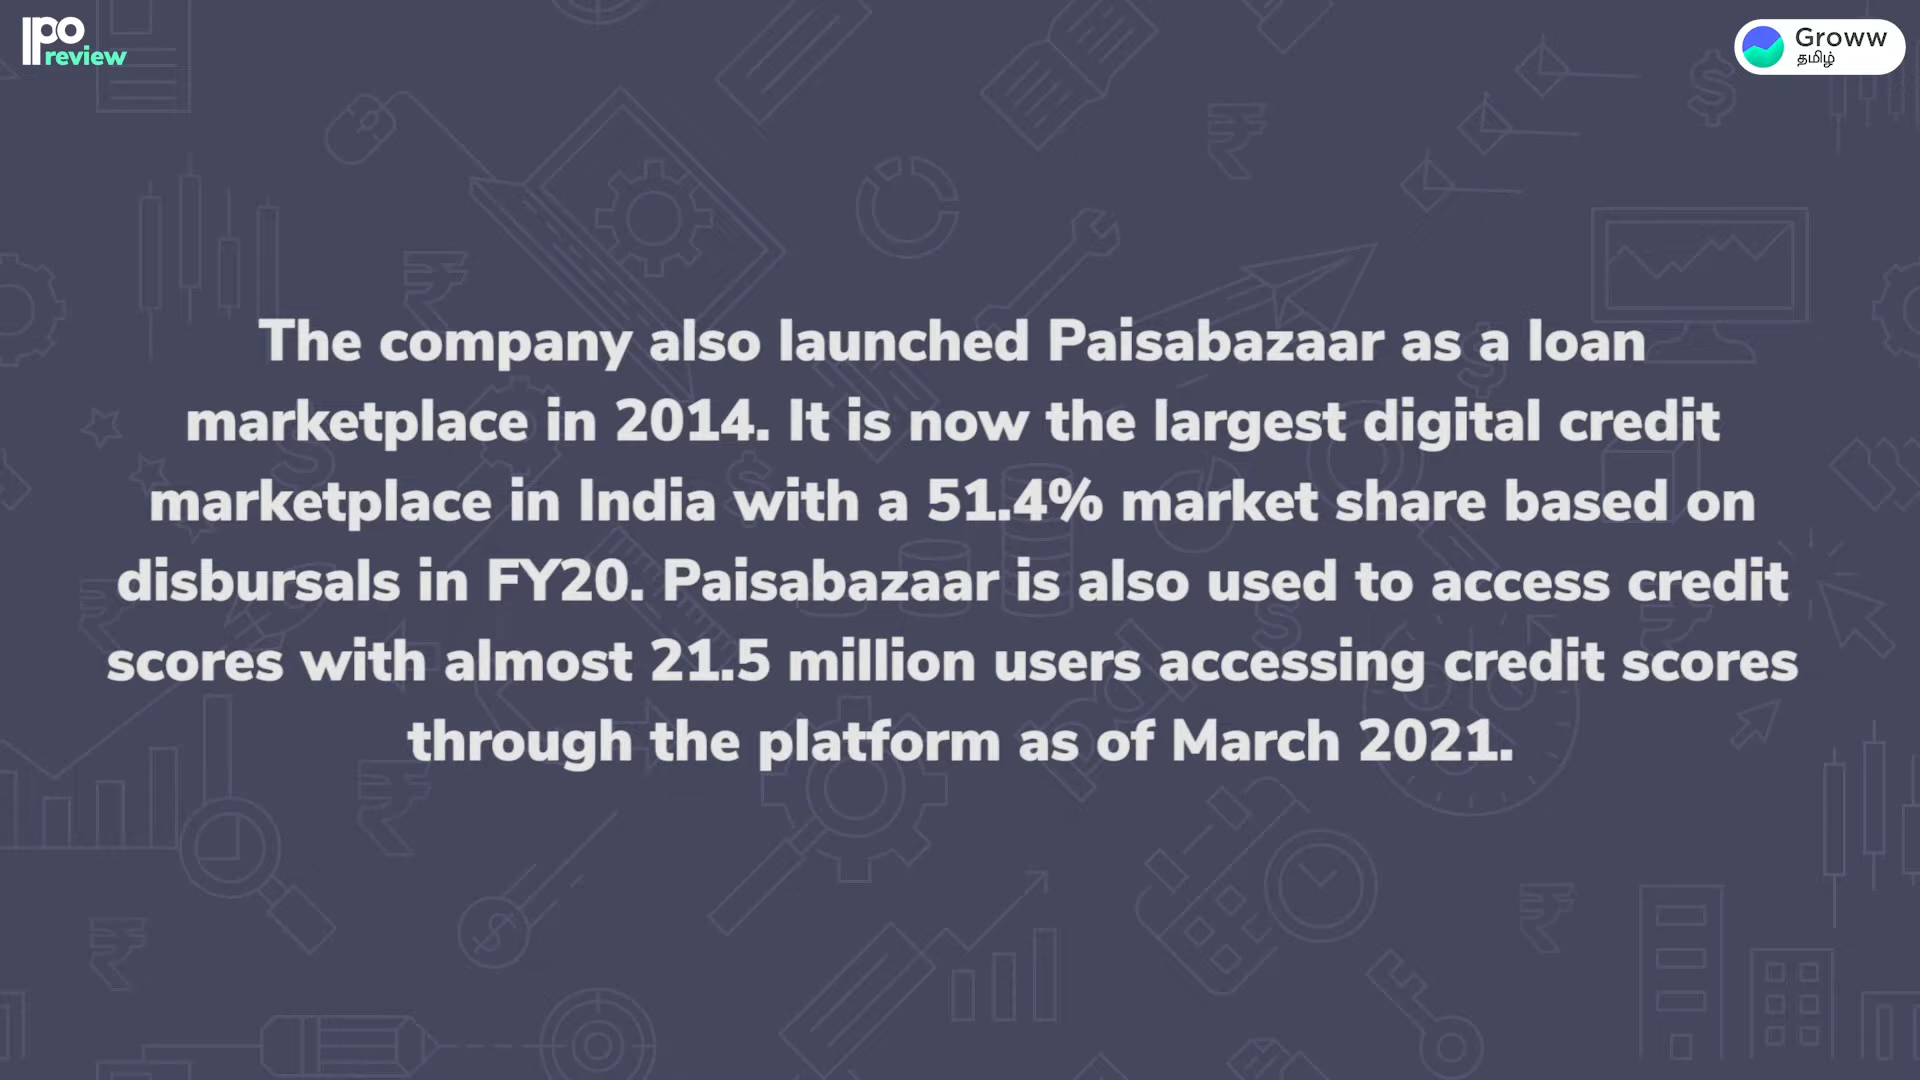 IPO
review
Groww
தமிழ்
The company also launched Paisabazaar as a loan
marketplace in 2014. It is now the largest digital credit
marketplace in India with a 51.4% market share based on
disbursals in FY20. Paisabazaar is also used to access credit
scores with almost 21.5 million users accessing credit scores
through the platform as of March 2021.